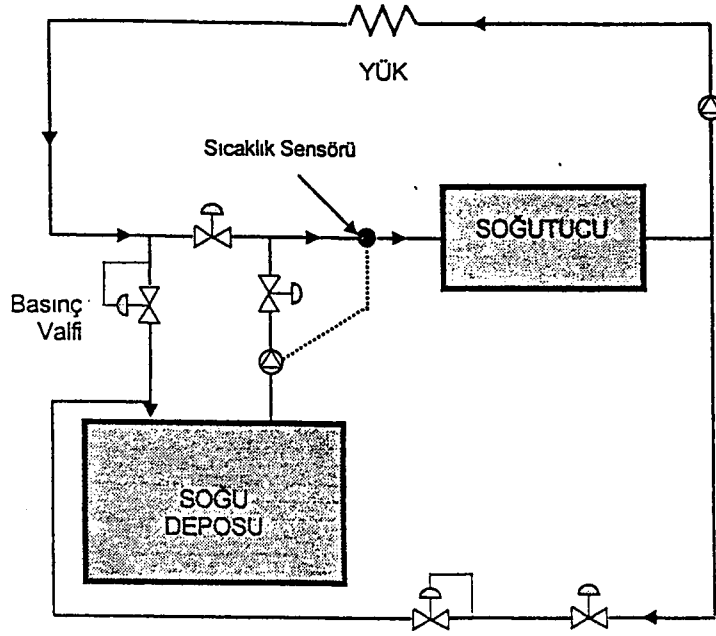 YÜK
Sıcaklık Sensörü
SOĞUTUCU
Basınç
Valfi
SOĞU
DEPOSU